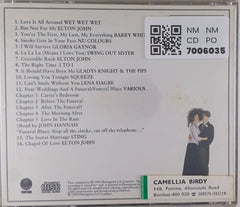 1. Love Is All Around WET WET WET
2. But Not For Me ELTON JOHN
3. You're The First, My Last, My Everything BARRY WHITE
4. Smoke Gets In Your Eyes NU COLOURS
5. I Will Survive GLORIA GAYNOR
6. La La La (Means I Love You) SWING OUT SISTER
7. Crocodile Rock ELTON JOHN
8. The Right Time 1 TO 1
9. It Should Have Been Me GLADYS KNIGHT & THE PIPS
10. Loving You Tonight SQUEEZE
11. Can't Smile Without You LENA FIAGBE
12. Four Weddings And A Funeral/Funeral Blues VARIOUS
Chapter 1 Carrie's Bedroom
Chapter 2 Before The Funeral
Chapter 3 After The Funeral
Chapter 4 The Morning After
Chapter 5 Love Is The Rare
(Read by JOHN HANNAH)
"Funeral Blues: Stop all the clocks, cut off the telephone..."
13. The Secret Marriage STING
14. Chapel Of Love ELTON JOHN
NM NM
CD PO
7006035
CAMELLIA BIRDY
Bombay-400 026